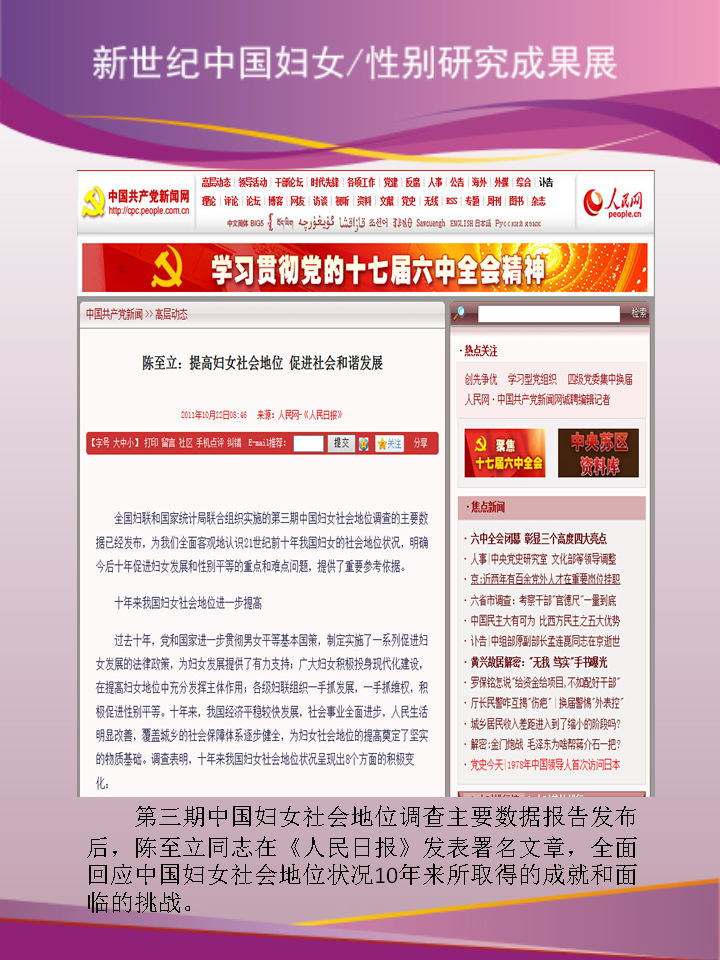 新世纪中国妇女/性别研究成果展
中国共产党新闻网
http://cpc.people.com.cn
高层动态 | 领导活动 | 干部论坛 | 时代先锋 | 各项工作 | 党建 | 反腐 | 人事 | 公告 | 海外 | 外媒 | 综合 | 讣告
理论 | 评论 | 论坛 | 博客 | 网友 | 访谈 | 视听 | 资料 | 文献 | 党史 | 无线 | RSS | 专题 | 周刊 | 图书 | 杂志
中文简体 BIG5 Sawcuengh ENGLISH 日本語 Русский язык
人民网
people.cn
学习贯彻党的十七届六中全会精神
中国共产党新闻 >> 高层动态
陈至立：提高妇女社会地位 促进社会和谐发展
2011年10月22日08:46 来源：人民网-《人民日报》
【字号 大 中 小】 打印 留言 社区 手机点评 纠错 E-mail推荐： 提交 关注 分享
全国妇联和国家统计局联合组织实施的第三期中国妇女社会地位调查的主要数
据已经发布，为我们全面客观地认识21世纪前十年我国妇女的社会地位状况，明确
今后十年促进妇女发展和性别平等的重点和难点问题，提供了重要参考依据。
十年来我国妇女社会地位进一步提高
过去十年，党和国家进一步贯彻男女平等基本国策，制定实施了一系列促进妇
女发展的法律政策，为妇女发展提供了有力支持；广大妇女积极投身现代化建设，
在提高妇女地位中充分发挥主体作用；各级妇联组织一手抓发展，一手抓维权，积
极促进性别平等。十年来，我国经济平稳较快发展，社会事业全面进步，人民生活
明显改善，覆盖城乡的社会保障体系逐步健全，为妇女社会地位的提高奠定了坚实
的物质基础。调查表明，十年来我国妇女社会地位状况呈现出8个方面的积极变
化：
检索
·热点关注
创先争优 学习型党组织 四级党委集中换届
人民网·中国共产党新闻网诚聘编辑记者
聚焦
十七届六中全会
中央苏区
资料库
·焦点新闻
·六中全会闭幕 彰显三个高度四大亮点
·人事|中央党史研究室 文化部等领导调整
·京:近两年有百余党外人才在重要岗位挂职
·六省市调查：考察干部"官德尺"一量到底
·中国民主大有可为 比西方民主之五大优势
·讣告|中组部原副部长孟连崑同志在京逝世
·黄兴故居解密："无我 笃实"手书曝光
·罗保铭怎说"给资金给项目,不如配好干部"
·厅长民警咋互搊"伤疤"|换届警惕"外表控"
·城乡居民收入差距进入到了缩小的阶段吗?
·解密:金门炮战 毛泽东为啥帮蒋介石一把?
·党史今天|1978年中国领导人首次访问日本
第三期中国妇女社会地位调查主要数据报告发布
后，陈至立同志在《人民日报》发表署名文章，全面
回应中国妇女社会地位状况10年来所取得的成就和面
临的挑战。